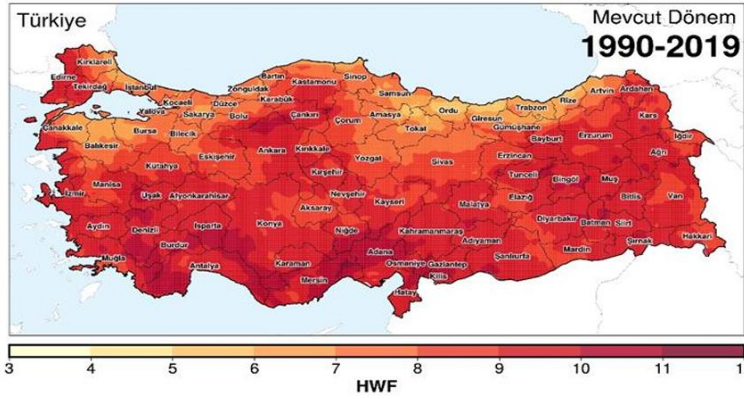 Türkiye
Mevcut Dönem
1990-2019
Kırklareli
Edirne
Tekirdağ
İstanbul
Kocaeli
Yalova
Sakarya
Düzce
Zonguldak
Bartın
Karabük
Kastamonu
Sinop
Samsun
Bolu
Çankırı
Çorum
Amasya
Tokat
Ordu
Giresun
Trabzon
Rize
Artvin
Ardahan
Gümüşhane
Bayburt
Erzurum
Kars
Iğdır
Ağrı
Çanakkale
Balıkesir
Bursa
Bilecik
Eskişehir
Kütahya
Ankara
Kırıkkale
Yozgat
Sivas
Erzincan
Tunceli
Bingöl
Muş
Bitlis
Van
Kırşehir
Nevşehir
Kayseri
Malatya
Elazığ
Manisa
İzmir
Uşak
Afyonkarahisar
Aksaray
Konya
Niğde
Kahramanmaraş
Adıyaman
Diyarbakır
Batman
Siirt
Aydın
Denizli
Isparta
Burdur
Muğla
Antalya
Karaman
Mersin
Adana
Osmaniye
Gaziantep
Kilis
Hatay
Şanlıurfa
Mardin
Şırnak
Hakkari
3 4 5 6 7 8 9 10 11
HWF